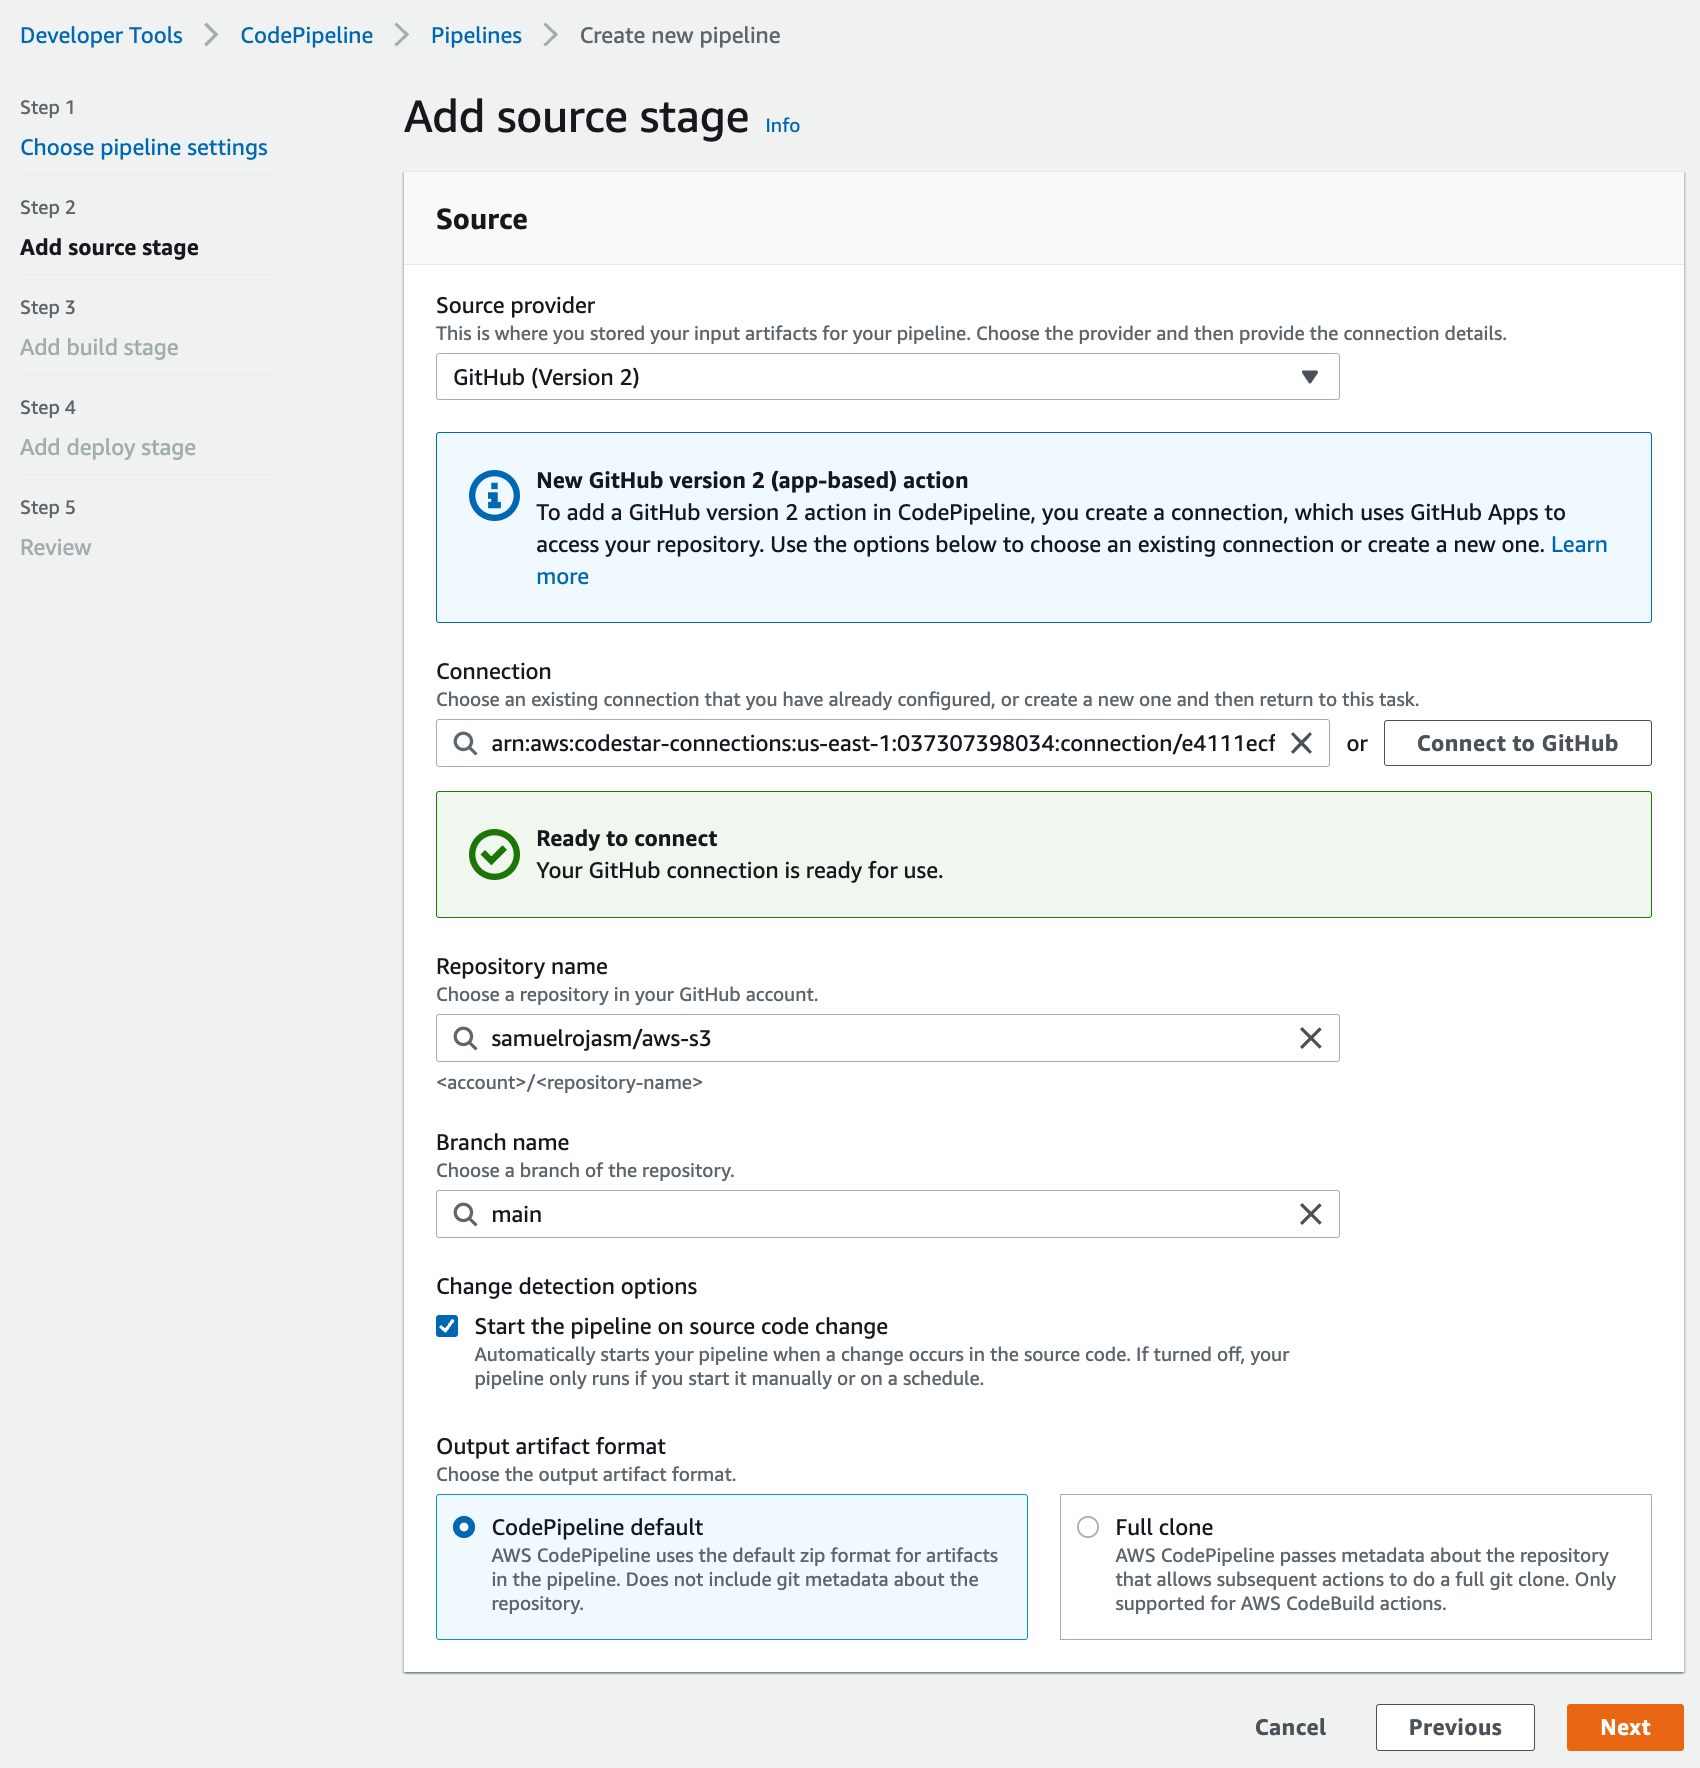 Developer Tools > CodePipeline > Pipelines > Create new pipeline
Step 1
Choose pipeline settings
Step 2
Add source stage
Step 3
Add build stage
Step 4
Add deploy stage
Step 5
Review
Add source stage Info
Source
Source provider
This is where you stored your input artifacts for your pipeline. Choose the provider and then provide the connection details.
GitHub (Version 2)
New GitHub version 2 (app-based) action
To add a GitHub version 2 action in CodePipeline, you create a connection, which uses GitHub Apps to
access your repository. Use the options below to choose an existing connection or create a new one. Learn
more
Connection
Choose an existing connection that you have already configured, or create a new one and then return to this task.
arn:aws:codestar-connections:us-east-1:037307398034:connection/e4111ecf or Connect to GitHub
Ready to connect
Your GitHub connection is ready for use.
Repository name
Choose a repository in your GitHub account.
samuelrojasm/aws-s3
<account>/<repository-name>
Branch name
Choose a branch of the repository.
main
Change detection options
Start the pipeline on source code change
Automatically starts your pipeline when a change occurs in the source code. If turned off, your
pipeline only runs if you start it manually or on a schedule.
Output artifact format
Choose the output artifact format.
CodePipeline default
AWS CodePipeline uses the default zip format for artifacts
in the pipeline. Does not include git metadata about the
repository.
Full clone
AWS CodePipeline passes metadata about the repository
that allows subsequent actions to do a full git clone. Only
supported for AWS CodeBuild actions.
Cancel Previous Next